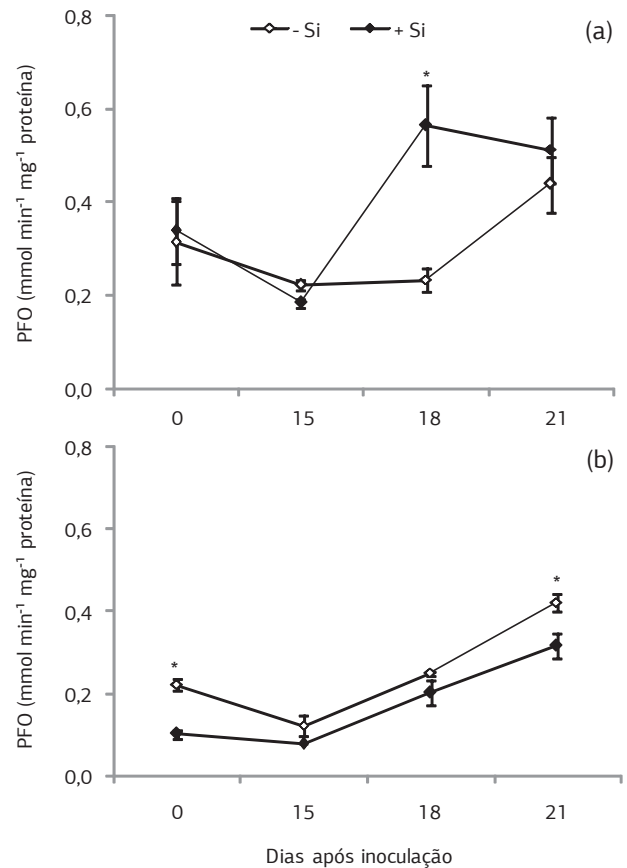 0,8
- Si + Si (a)
*
0,6
0,4
0,2
0,0
PFO (mmol min⁻¹ mg⁻¹ proteína)
0 15 18 21
0,8
(b)
0,6
*
0,4
*
0,2
0,0
PFO (mmol min⁻¹ mg⁻¹ proteína)
0 15 18 21
Dias após inoculação